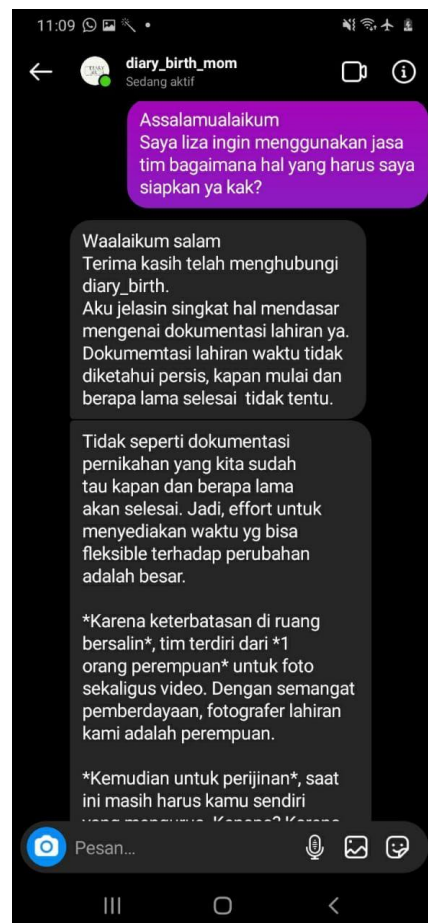 11:09
diary_birth_mom
Sedang aktif
Assalamualaikum
Saya liza ingin menggunakan jasa
tim bagaimana hal yang harus saya
siapkan ya kak?
Waalaikum salam
Terima kasih telah menghubungi
diary_birth.
Aku jelasin singkat hal mendasar
mengenai dokumentasi lahiran ya.
Dokumemtasi lahiran waktu tidak
diketahui persis, kapan mulai dan
berapa lama selesai tidak tentu.
Tidak seperti dokumentasi
pernikahan yang kita sudah
tau kapan dan berapa lama
akan selesai. Jadi, effort untuk
menyediakan waktu yg bisa
fleksible terhadap perubahan
adalah besar.
*Karena keterbatasan di ruang
bersalin*, tim terdiri dari *1
orang perempuan* untuk foto
sekaligus video. Dengan semangat
pemberdayaan, fotografer lahiran
kami adalah perempuan.
*Kemudian untuk perijinan*, saat
ini masih harus kamu sendiri
Pesan...